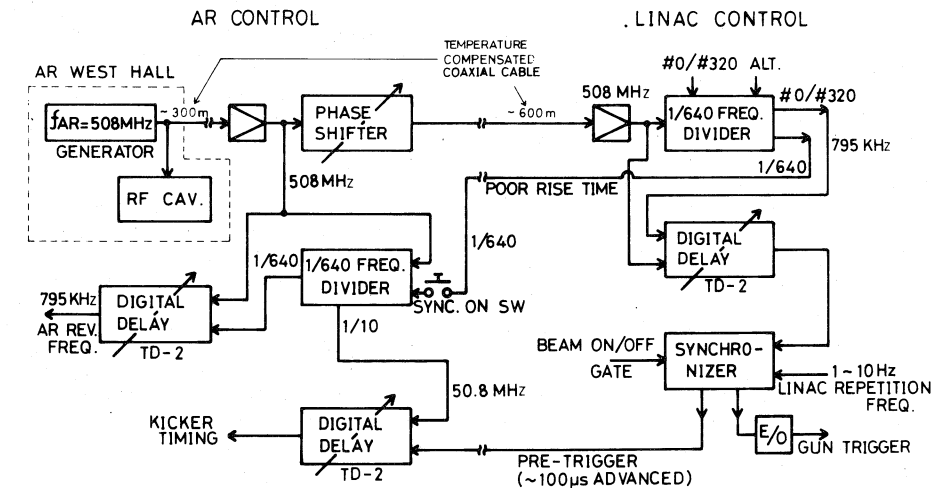 AR CONTROL
.LINAC CONTROL
TEMPERATURE
COMPENSATED
COAXIAL CABLE
#0/#320 ALT.
AR WEST HALL
508 MHz
#0/#320
~300m
~600m
fAR=508MHz
GENERATOR
PHASE
SHIFTER
1/640 FREQ.
DIVIDER
795 KHz
1/640
RF CAV.
508MHz
POOR RISE TIME
1/640
1/640
1/640 FREQ.
DIVIDER
DIGITAL
DELAY
TD-2
SYNC. ON SW
795KHz
AR REV.
FREQ.
DIGITAL
DELAY
TD-2
1/10
BEAM ON/OFF
GATE
SYNCHRO-
NIZER
1~10Hz
LINAC REPETITION
FREQ.
50.8 MHz
KICKER
TIMING
DIGITAL
DELAY
TD-2
E/O
GUN TRIGGER
PRE-TRIGGER
(~100µs ADVANCED)